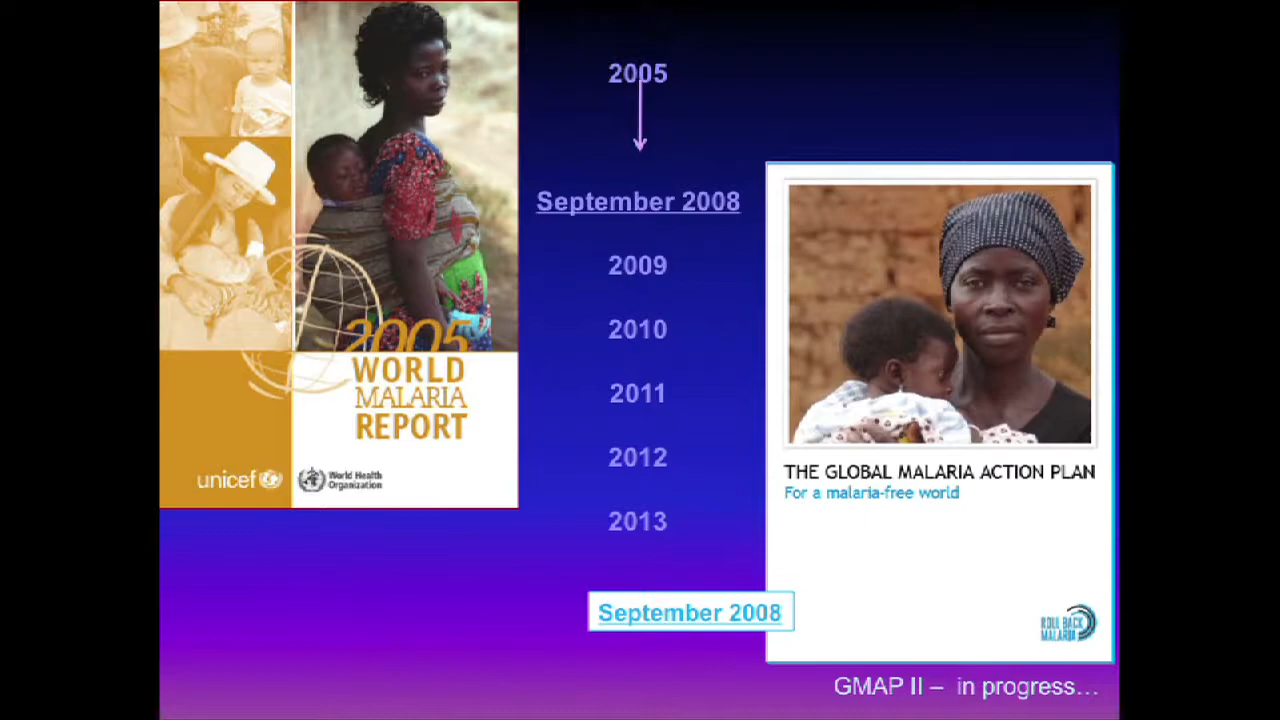 2005
WORLD
MALARIA
REPORT
unicef
World Health
Organization
2005
September 2008
2009
2010
2011
2012
2013
September 2008
THE GLOBAL MALARIA ACTION PLAN
For a malaria-free world
ROLL BACK
MALARIA
GMAP II – in progress...